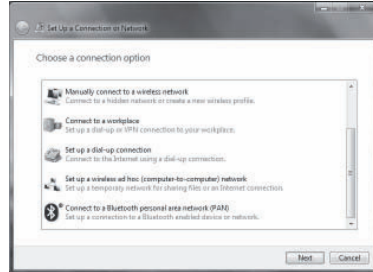 Set Up a Connection or Network
Choose a connection option
Manually connect to a wireless network
Connect to a hidden network or create a new wireless profile.
Connect to a workplace
Set up a dial-up or VPN connection to your workplace.
Set up a dial-up connection
Connect to the Internet using a dial-up connection.
Set up a wireless ad hoc (computer-to-computer) network
Set up a temporary network for sharing files or an Internet connection.
Connect to a Bluetooth personal area network (PAN)
Set up a connection to a Bluetooth enabled device or network.
Next
Cancel